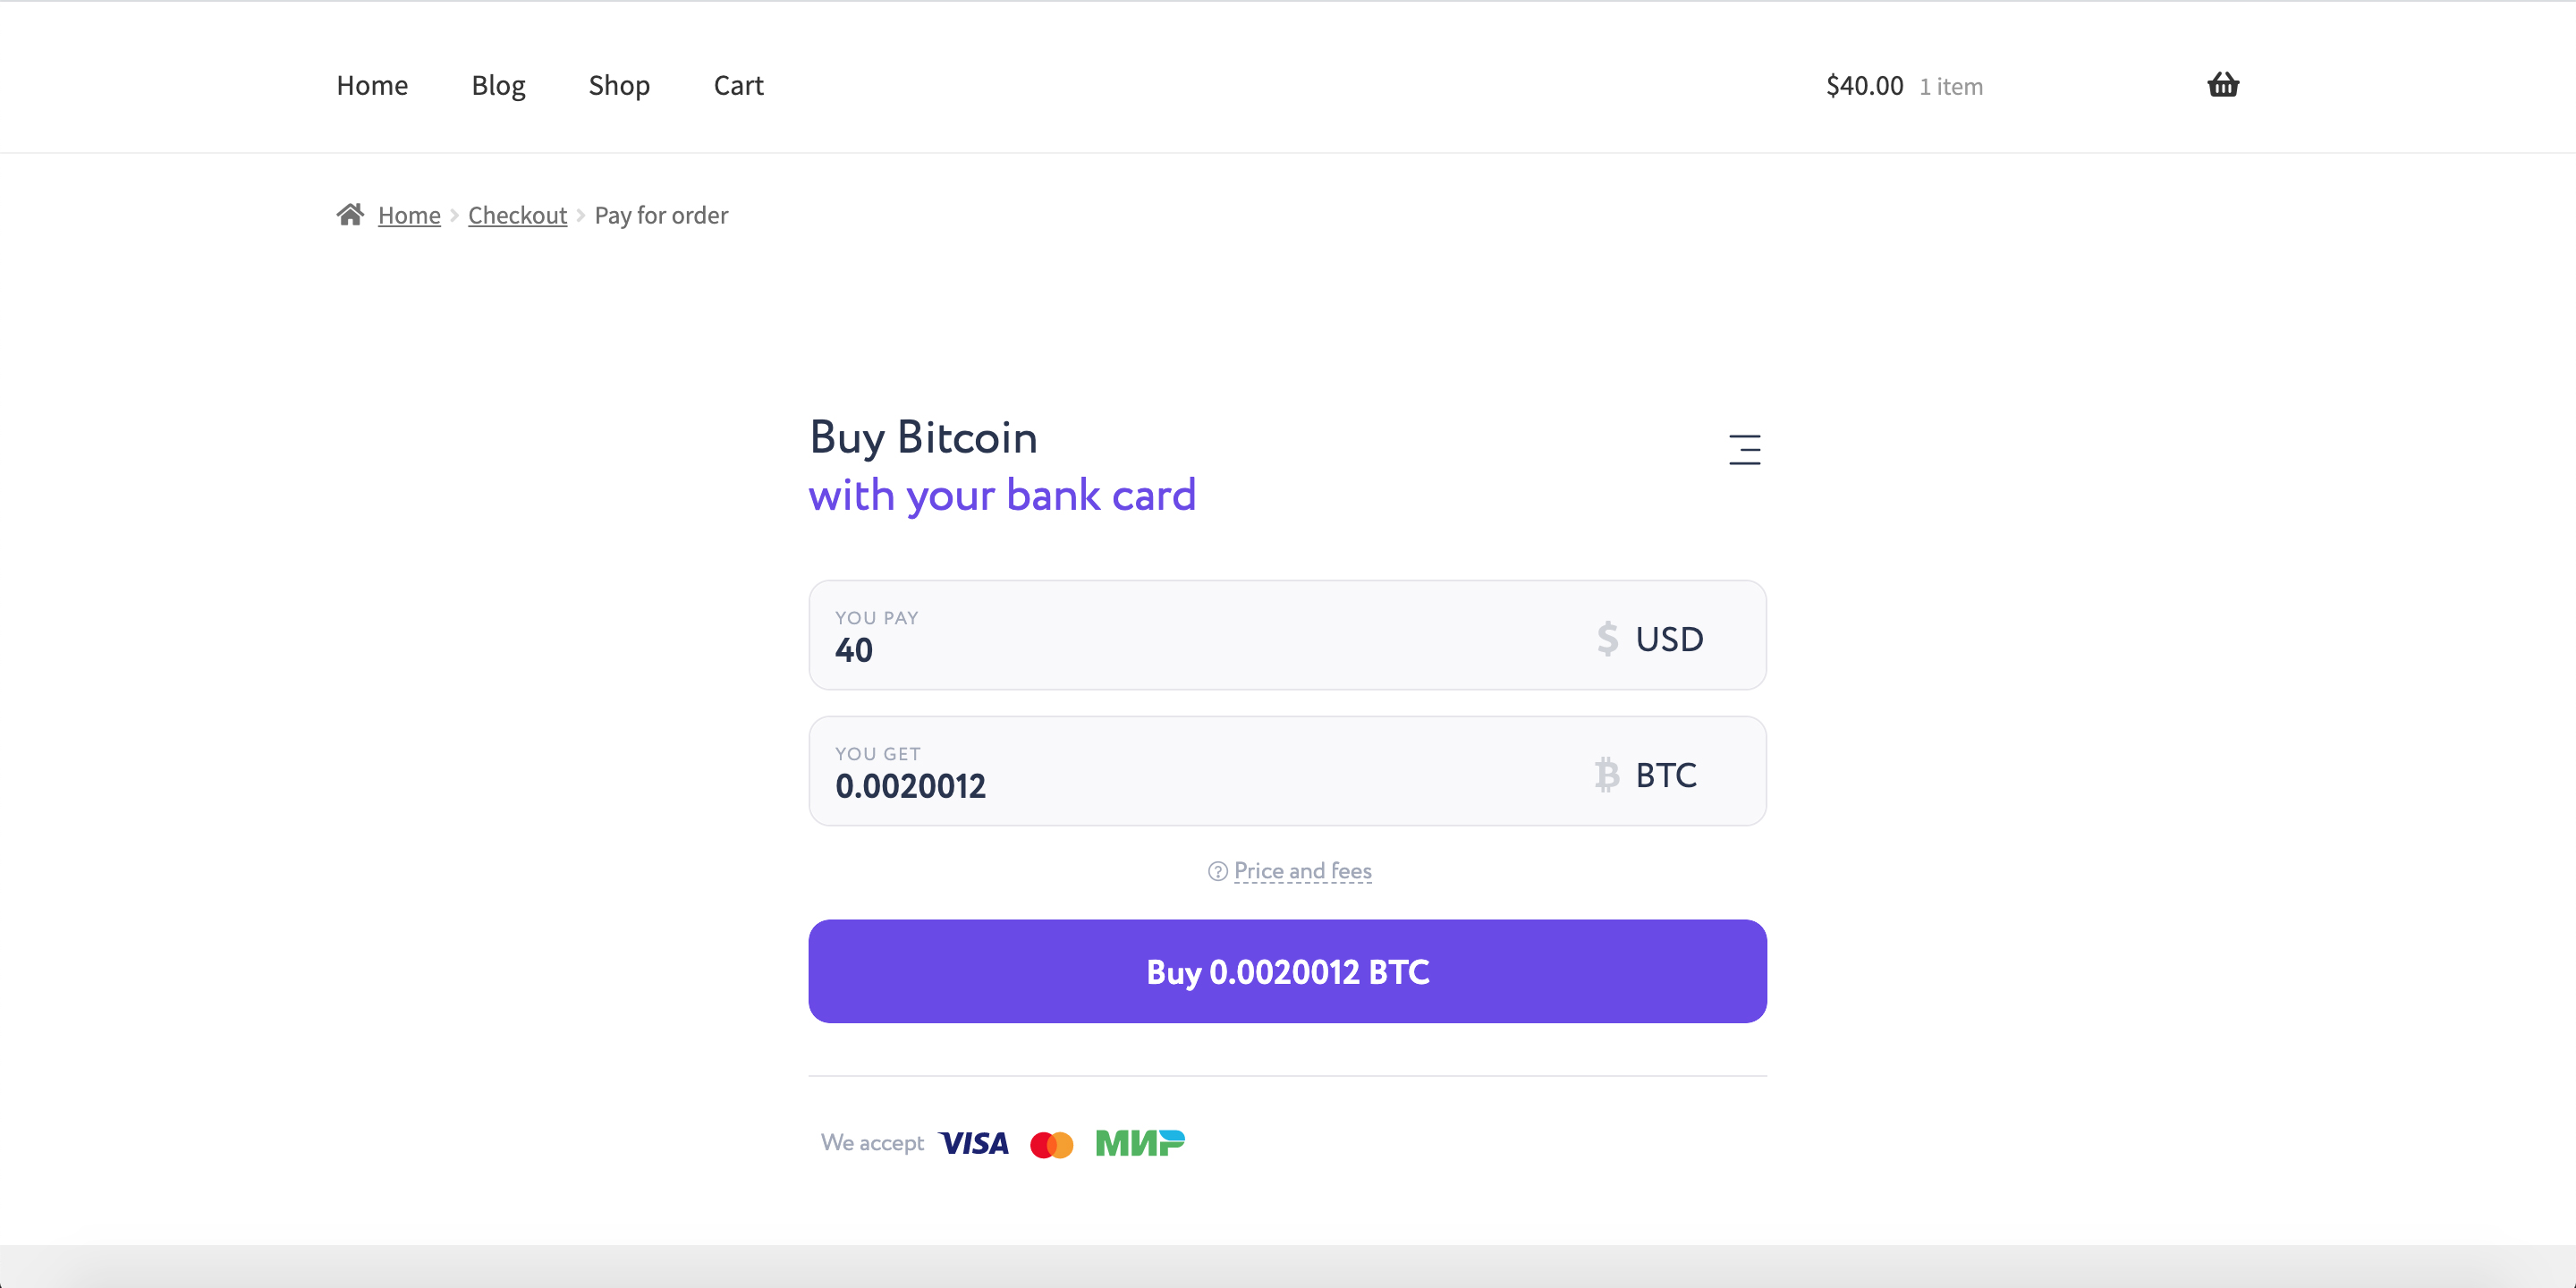 Home Blog Shop Cart $40.00 1 item
Home Checkout Pay for order
Buy Bitcoin
with your bank card
YOU PAY
40
$ USD
YOU GET
0.0020012
₿ BTC
? Price and fees
Buy 0.0020012 BTC
We accept VISA МИР